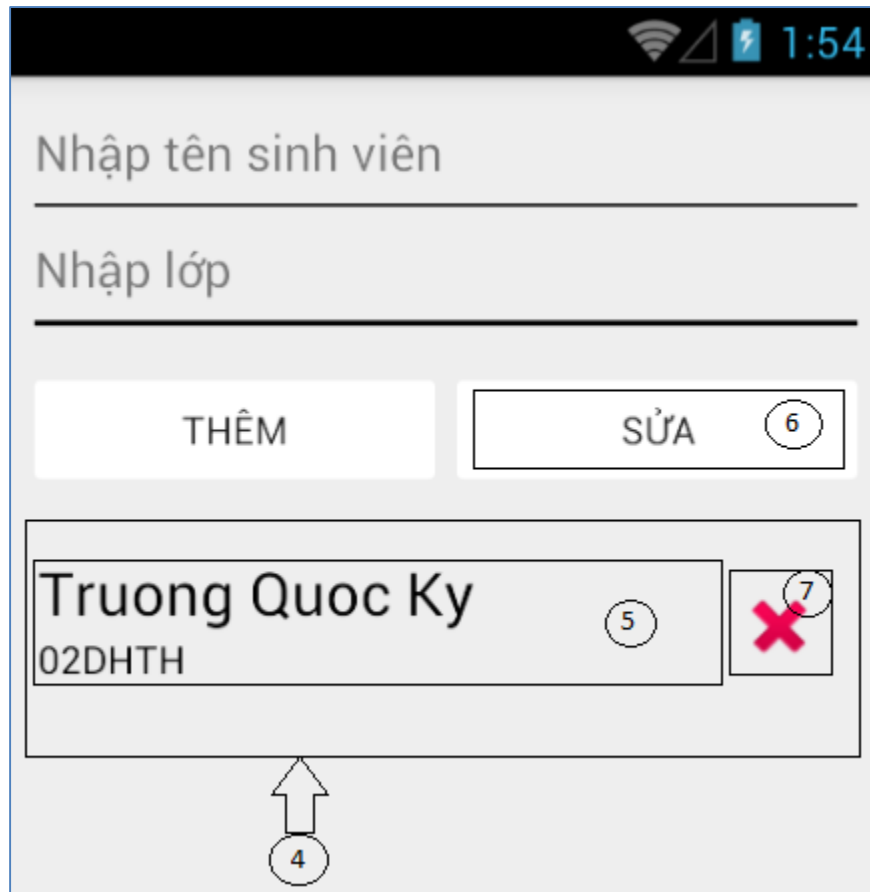 1:54
Nhập tên sinh viên
Nhập lớp
THÊM
SỬA 6
7
Truong Quoc Ky
5
02DHTH
4